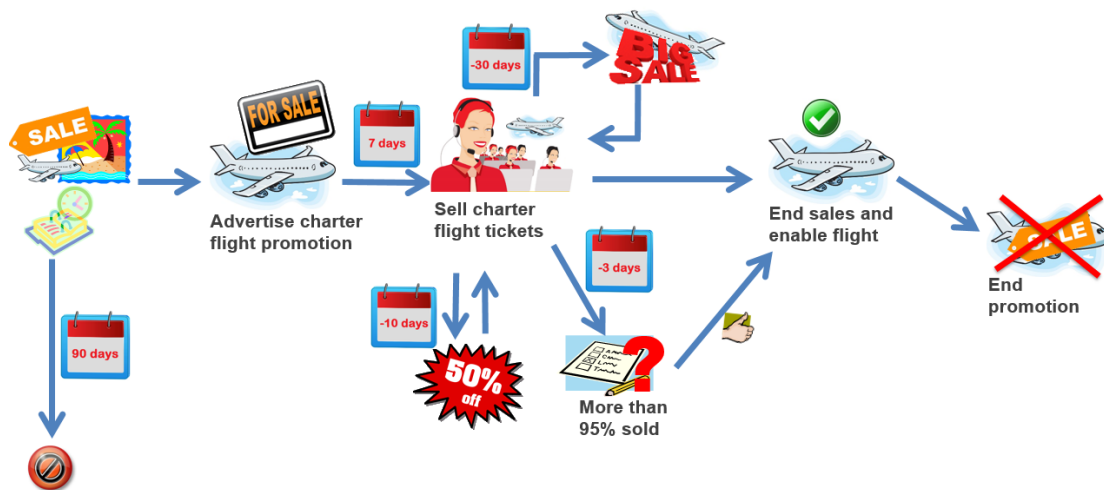 -30 days
BIG
SALE
FOR SALE
SALE
7 days
Advertise charter
flight promotion
Sell charter
flight tickets
End sales and
enable flight
SALE
End
promotion
-3 days
-10 days
90 days
50%
off
?
More than
95% sold